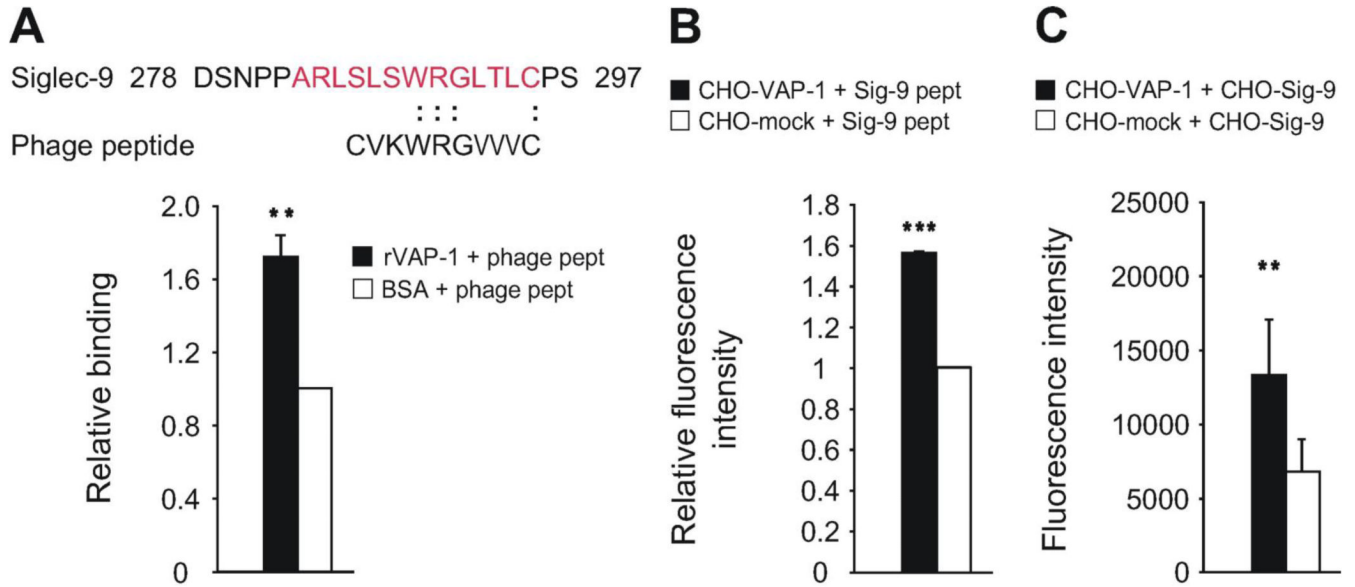 A
Siglec-9 278 DSNPPARLSLSWRGLTLCPS 297
: : : :
Phage peptide CVKWRGVVVC
Relative binding
2.0
1.6
1.2
0.8
0.4
0
**
rVAP-1 + phage pept
BSA + phage pept
B
CHO-VAP-1 + Sig-9 pept
CHO-mock + Sig-9 pept
Relative fluorescence
intensity
1.8
1.6
1.4
1.2
1
0.8
0.6
0.4
0.2
0
***
C
CHO-VAP-1 + CHO-Sig-9
CHO-mock + CHO-Sig-9
Fluorescence intensity
25000
20000
15000
10000
5000
0
**